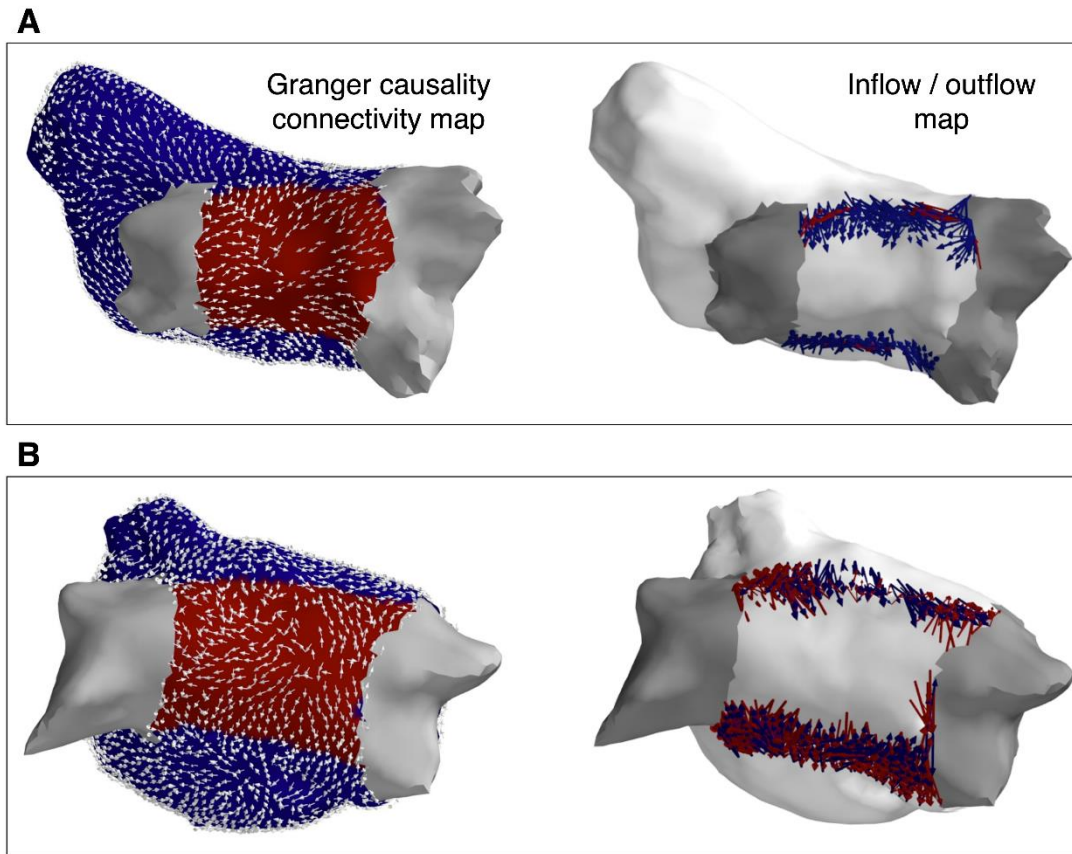 A
Granger causality
connectivity map
Inflow / outflow
map
B